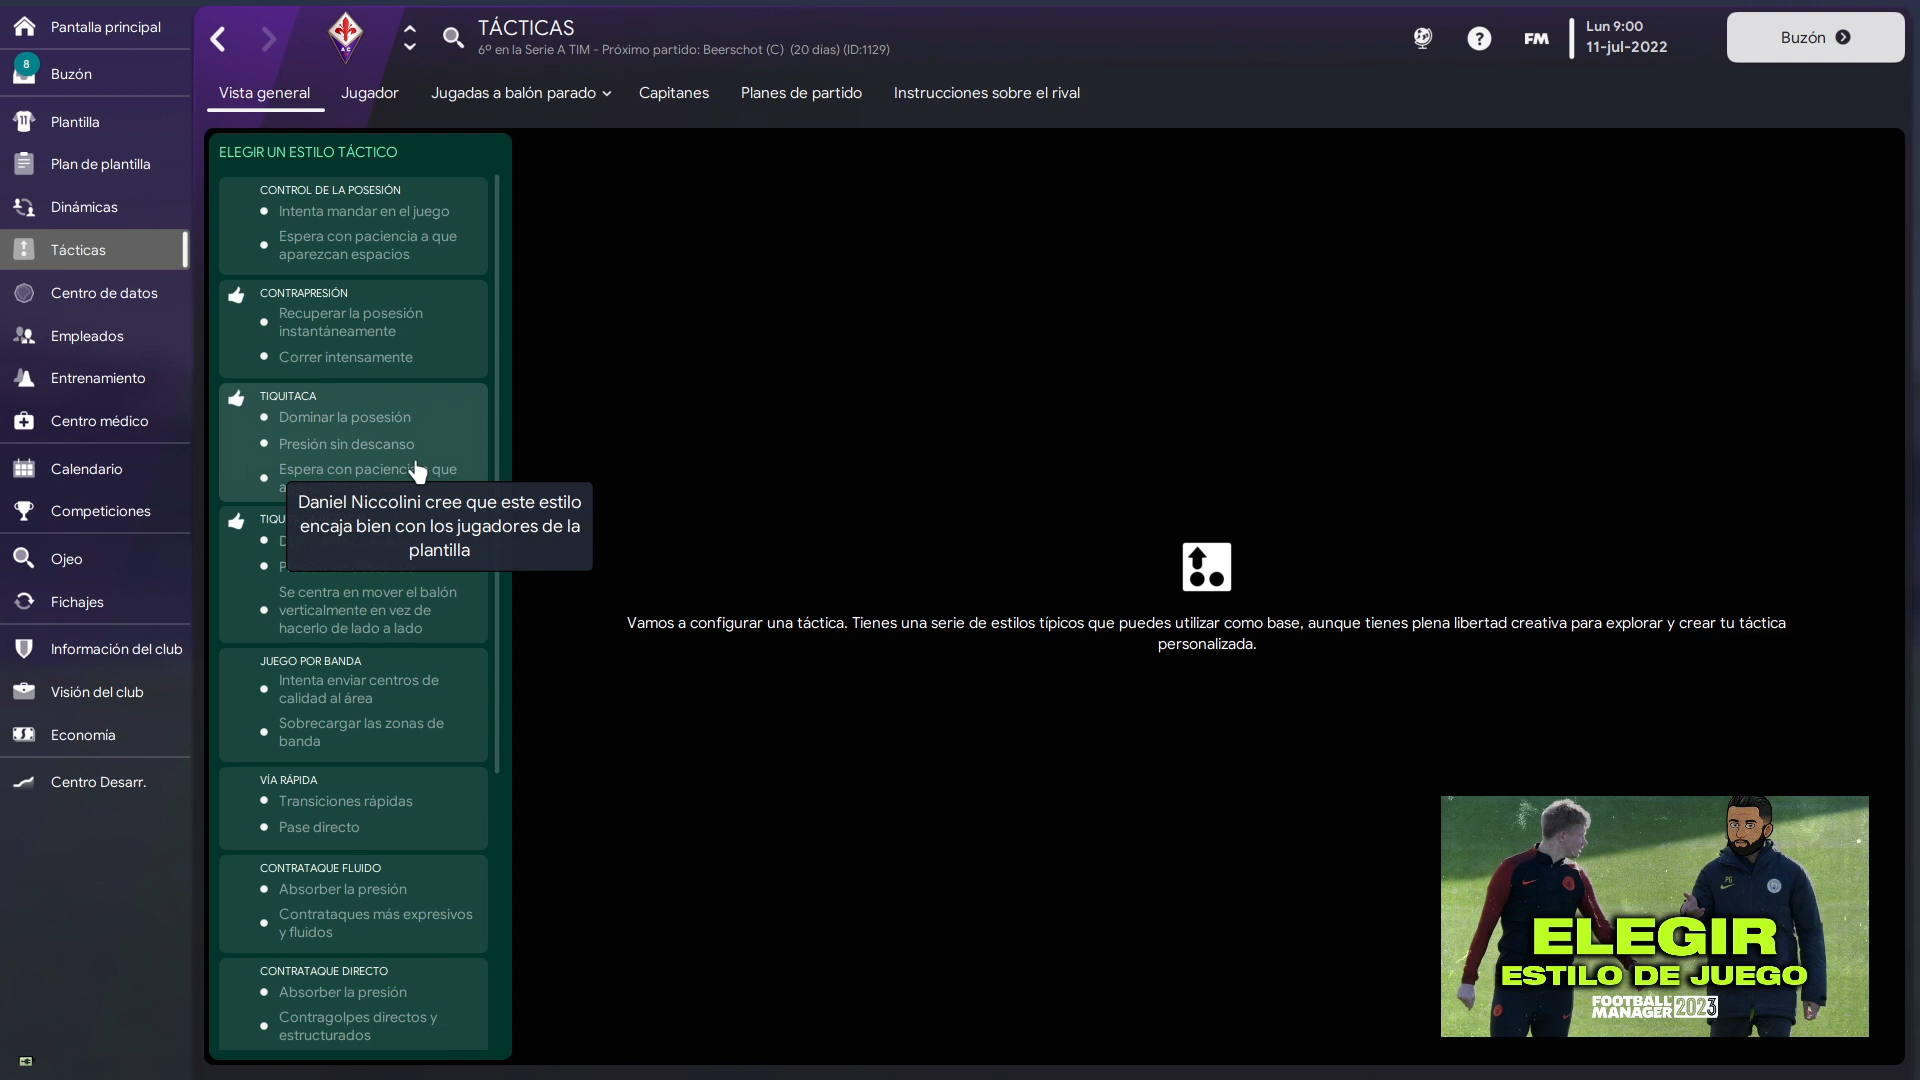 Pantalla principal
8
Buzón
Plantilla
Plan de plantilla
Dinámicas
Tácticas
Centro de datos
Empleados
Entrenamiento
Centro médico
Calendario
Competiciones
Ojeo
Fichajes
Información del club
Visión del club
Economía
Centro Desarr.
TÁCTICAS
6º en la Serie A TIM - Próximo partido: Beerschot (C) (20 días) (ID:1129)
FM
Lun 9:00
11-jul-2022
Buzón
Vista general
Jugador
Jugadas a balón parado
Capitanes
Planes de partido
Instrucciones sobre el rival
ELEGIR UN ESTILO TÁCTICO
CONTROL DE LA POSESIÓN
Intenta mandar en el juego
Espera con paciencia a que
aparezcan espacios
CONTRAPRESIÓN
Recuperar la posesión
instantáneamente
Correr intensamente
TIQUITACA
Dominar la posesión
Presión sin descanso
Espera con paciencia que
Daniel Niccolini cree que este estilo
encaja bien con los jugadores de la
plantilla
Se centra en mover el balón
verticalmente en vez de
hacerlo de lado a lado
JUEGO POR BANDA
Intenta enviar centros de
calidad al área
Sobrecargar las zonas de
banda
VÍA RÁPIDA
Transiciones rápidas
Pase directo
CONTRATAQUE FLUIDO
Absorber la presión
Contrataques más expresivos
y fluidos
CONTRATAQUE DIRECTO
Absorber la presión
Contragolpes directos y
estructurados
Vamos a configurar una táctica. Tienes una serie de estilos típicos que puedes utilizar como base, aunque tienes plena libertad creativa para explorar y crear tu táctica
personalizada.
PG
ELEGIR
ESTILO DE JUEGO
FOOTBALL
MANAGER 2023